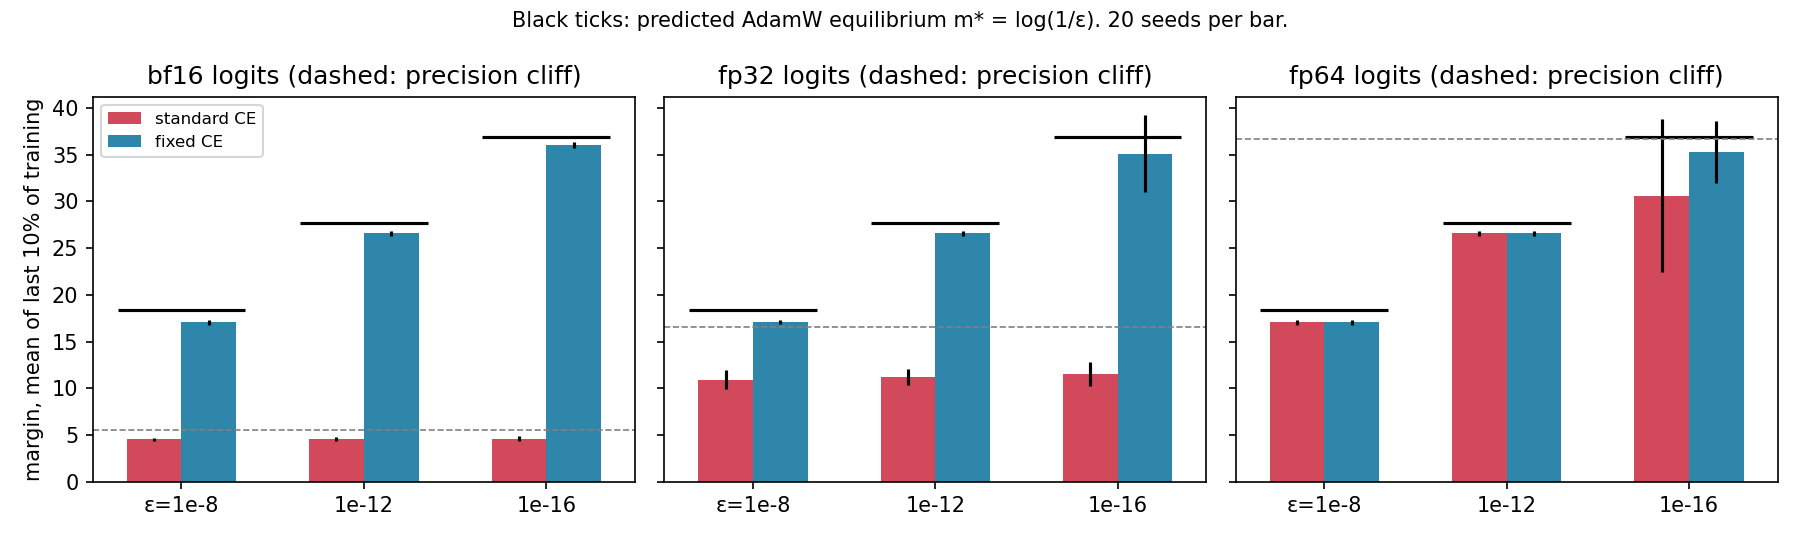 Black ticks: predicted AdamW equilibrium m* = log(1/ε). 20 seeds per bar.
bf16 logits (dashed: precision cliff)
fp32 logits (dashed: precision cliff)
fp64 logits (dashed: precision cliff)
margin, mean of last 10% of training
40
35
30
25
20
15
10
5
0
standard CE
fixed CE
ε=1e-8
1e-12
1e-16
ε=1e-8
1e-12
1e-16
ε=1e-8
1e-12
1e-16